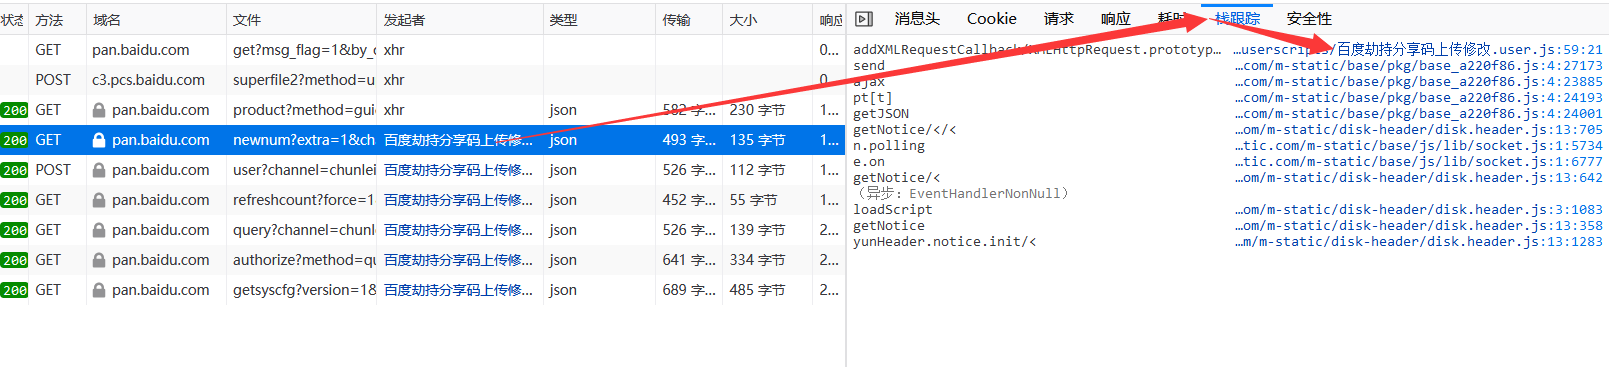 状态 方法 域名 文件 发起者 类型 传输 大小 响应
GET pan.baidu.com get?msg_flag=1&by_c xhr 0...
POST c3.pcs.baidu.com superfile2?method=u xhr 0
200 GET pan.baidu.com product?method=guid xhr json 582 字... 230 字节 1...
200 GET pan.baidu.com newnum?extra=1&cha 百度劫持分享码上传修... json 493 字... 135 字节 1...
200 POST pan.baidu.com user?channel=chunlei 百度劫持分享码上传修... json 526 字... 112 字节 1...
200 GET pan.baidu.com refreshcount?force=1 百度劫持分享码上传修... json 452 字... 55 字节 1...
200 GET pan.baidu.com query?channel=chunle 百度劫持分享码上传修... json 526 字... 139 字节 2...
200 GET pan.baidu.com authorize?method=qu 百度劫持分享码上传修... json 641 字... 334 字节 2...
200 GET pan.baidu.com getsyscfg?version=1& 百度劫持分享码上传修... json 689 字... 485 字节 2...
消息头 Cookie 请求 响应 耗时 栈跟踪 安全性
addXMLRequestCallback/XMLHttpRequest.prototyp… …userscripts/百度劫持分享码上传修改.user.js:59:21
send …com/m-static/base/pkg/base_a220f86.js:4:27173
ajax …com/m-static/base/pkg/base_a220f86.js:4:23885
pt[t] …com/m-static/base/pkg/base_a220f86.js:4:24193
getJSON …com/m-static/base/pkg/base_a220f86.js:4:24001
getNotice/</< …om/m-static/disk-header/disk.header.js:13:705
n.polling …tic.com/m-static/base/js/lib/socket.js:1:5734
e.on …tic.com/m-static/base/js/lib/socket.js:1:6777
getNotice/< …om/m-static/disk-header/disk.header.js:13:642
（异步：EventHandlerNonNull）
loadScript …om/m-static/disk-header/disk.header.js:3:1083
getNotice …om/m-static/disk-header/disk.header.js:13:358
yunHeader.notice.init/< …m/m-static/disk-header/disk.header.js:13:1283